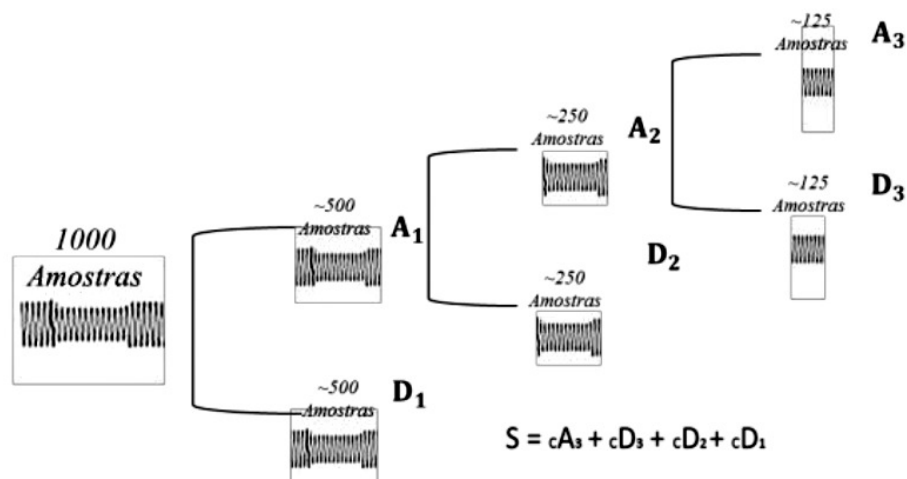 1000
Amostras
~500
Amostras
A₁
~500
Amostras
D₁
~250
Amostras
A₂
~250
Amostras
D₂
~125
Amostras
A₃
~125
Amostras
D₃
S = cA₃ + cD₃ + cD₂ + cD₁